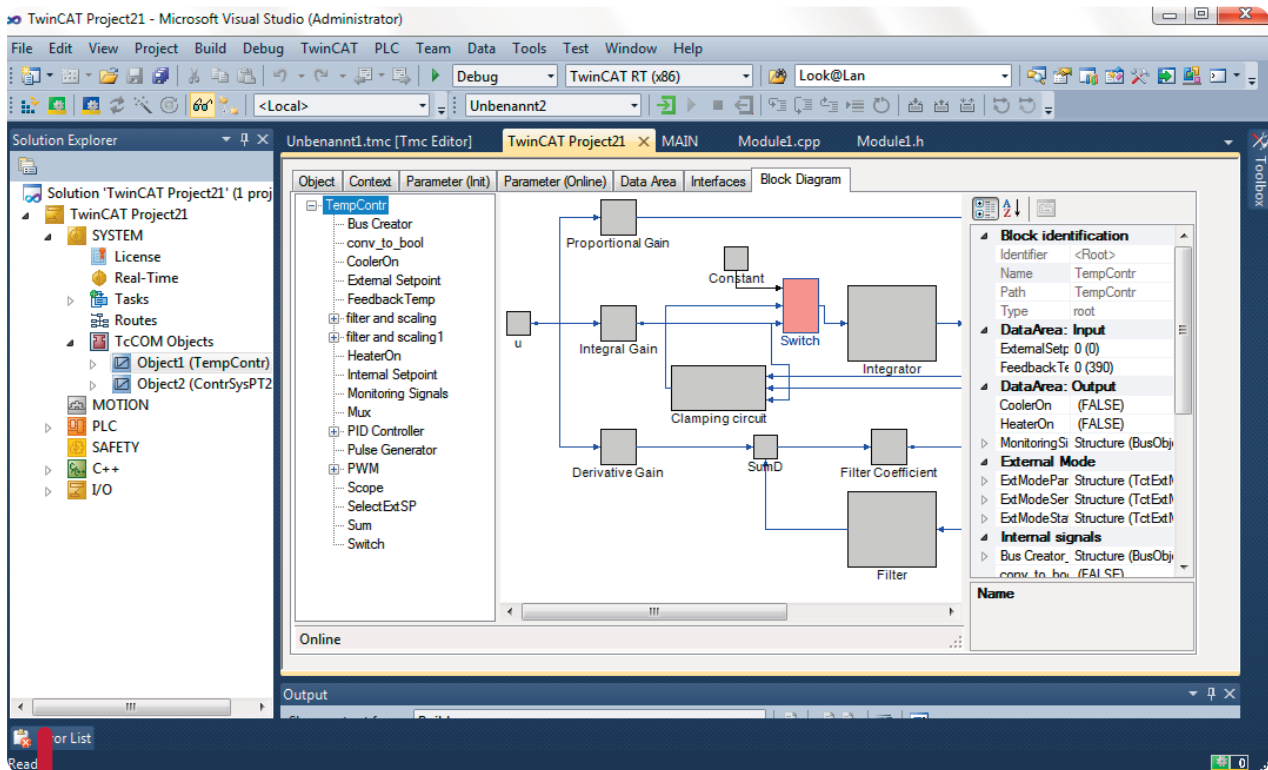 TwinCAT Project21 - Microsoft Visual Studio (Administrator)
File Edit View Project Build Debug TwinCAT PLC Team Data Tools Test Window Help
Debug TwinCAT RT (x86) Look@Lan
<Local> Unbenannt2
Solution Explorer
Solution 'TwinCAT Project21' (1 proj
TwinCAT Project21
SYSTEM
License
Real-Time
Tasks
Routes
TcCOM Objects
Object1 (TempContr)
Object2 (ContrSysPT2
MOTION
PLC
SAFETY
C++
I/O
Unbenannt1.tmc [Tmc Editor] TwinCAT Project21 MAIN Module1.cpp Module1.h
Toolbox
Object Context Parameter (Init) Parameter (Online) Data Area Interfaces Block Diagram
TempContr
Bus Creator
conv_to_bool
CoolerOn
External Setpoint
FeedbackTemp
filter and scaling
filter and scaling1
HeaterOn
Internal Setpoint
Monitoring Signals
Mux
PID Controller
Pulse Generator
PWM
Scope
SelectExtSP
Sum
Switch
Proportional Gain
Constant
u
Integral Gain
Switch
Integrator
Clamping circuit
Derivative Gain
SumD
Filter Coefficient
Filter
Block identification
Identifier <Root>
Name TempContr
Path TempContr
Type root
DataArea: Input
ExternalSetp 0 (0)
FeedbackTe 0 (390)
DataArea: Output
CoolerOn (FALSE)
HeaterOn (FALSE)
MonitoringSi Structure (BusObje
External Mode
ExtModePar Structure (TctExtM
ExtModeSer Structure (TctExtM
ExtModeSta Structure (TctExtM
Internal signals
Bus Creator_ Structure (BusObje
conv_to_boo (FALSE)
Name
Online
Output
or List
Read
0